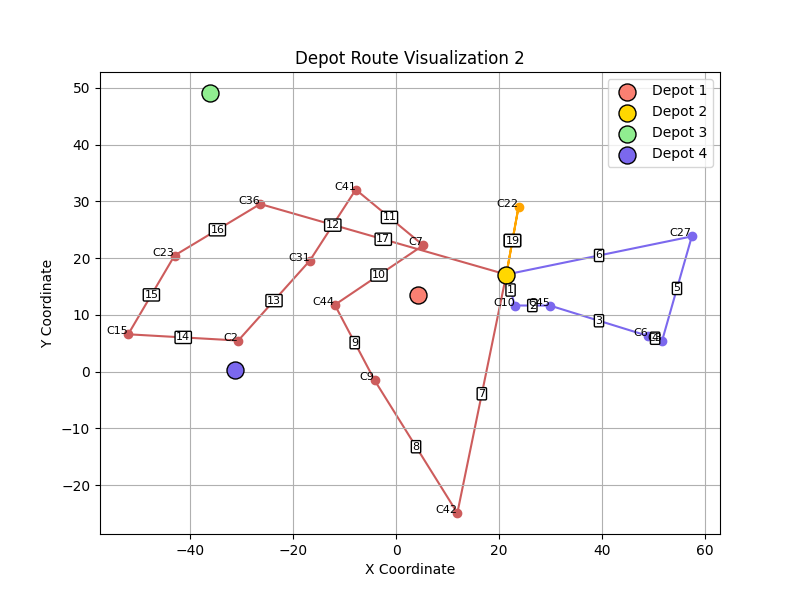 Depot Route Visualization 2
Depot 1
Depot 2
Depot 3
Depot 4
Y Coordinate
50
40
30
20
10
0
−10
−20
−40
−20
0
20
40
60
X Coordinate
C41
C36
C22
11
12
16
C7
17
19
C27
C23
C31
10
6
1
5
15
13
C44
C10
C45
3
C15
14
C2
9
C6
C9
7
8
C42